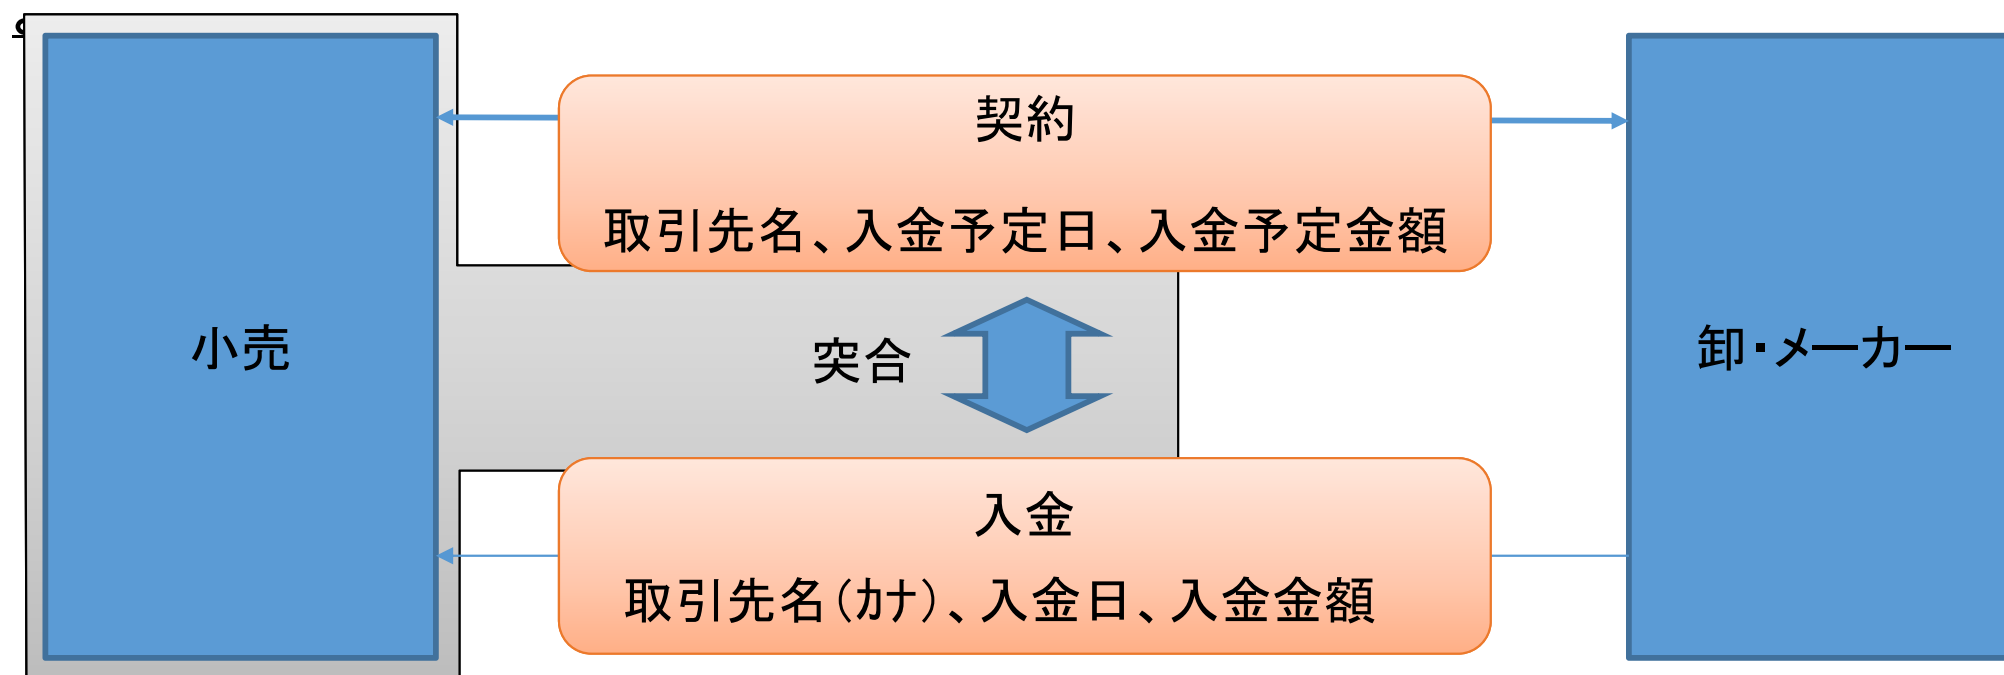 契約
取引先名、入金予定日、入金予定金額
小売
突合
卸・メーカー
入金
取引先名(ｶﾅ)、入金日、入金金額